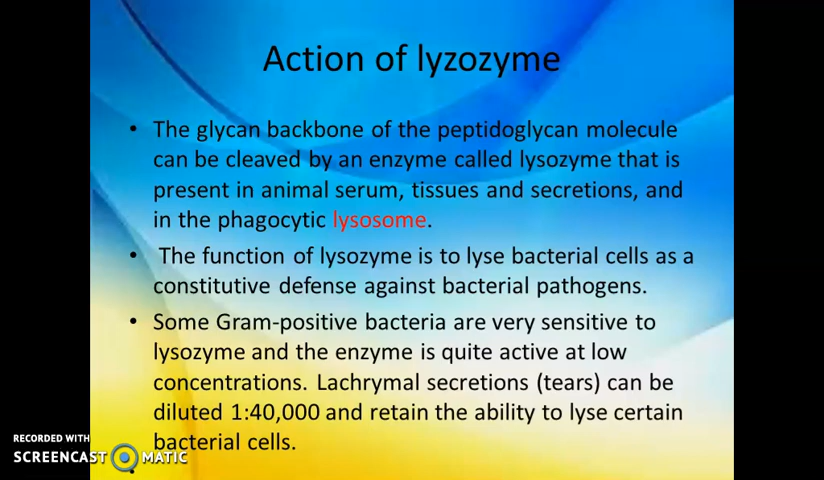 Action of lyzozyme
• The glycan backbone of the peptidoglycan molecule
can be cleaved by an enzyme called lysozyme that is
present in animal serum, tissues and secretions, and
in the phagocytic lysosome.
• The function of lysozyme is to lyse bacterial cells as a
constitutive defense against bacterial pathogens.
• Some Gram-positive bacteria are very sensitive to
lysozyme and the enzyme is quite active at low
concentrations. Lachrymal secretions (tears) can be
diluted 1:40,000 and retain the ability to lyse certain
bacterial cells.
•
RECORDED WITH
SCREENCAST MATIC